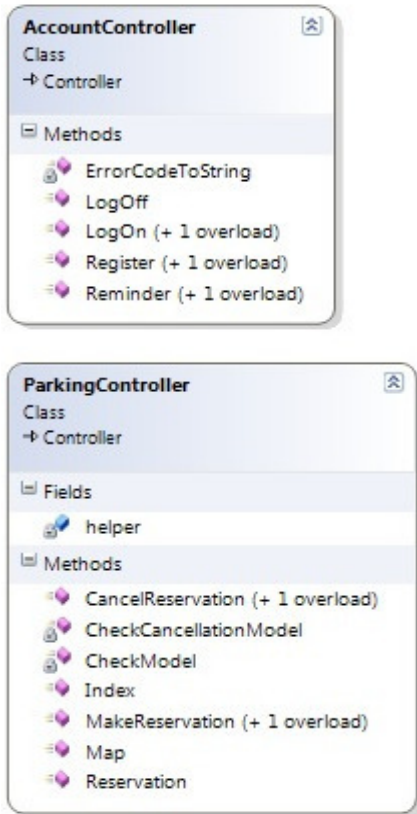 AccountController
Class
Controller
Methods
ErrorCodeToString
LogOff
LogOn (+ 1 overload)
Register (+ 1 overload)
Reminder (+ 1 overload)
ParkingController
Class
Controller
Fields
helper
Methods
CancelReservation (+ 1 overload)
CheckCancellationModel
CheckModel
Index
MakeReservation (+ 1 overload)
Map
Reservation